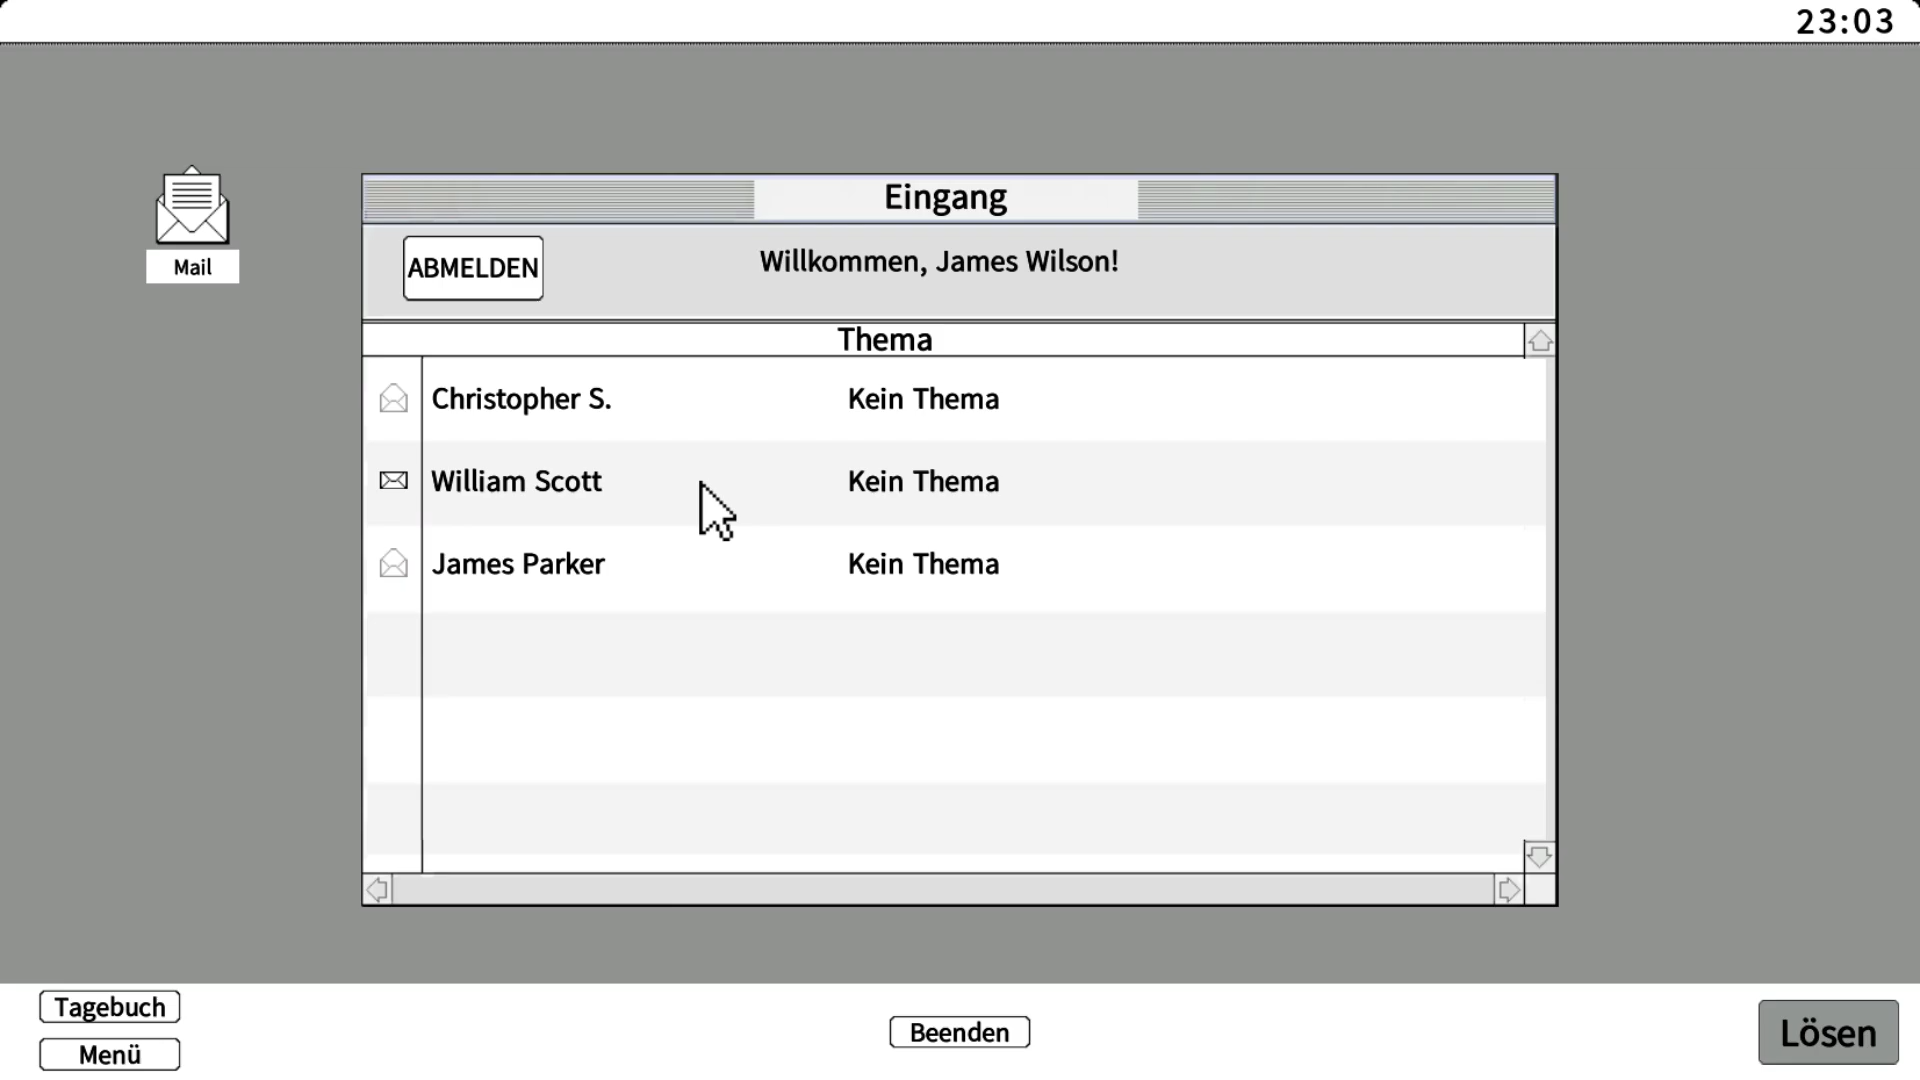 23:03
Mail
Eingang
ABMELDEN
Willkommen, James Wilson!
Thema
Christopher S. Kein Thema
William Scott Kein Thema
James Parker Kein Thema
Tagebuch
Menü
Beenden
Lösen